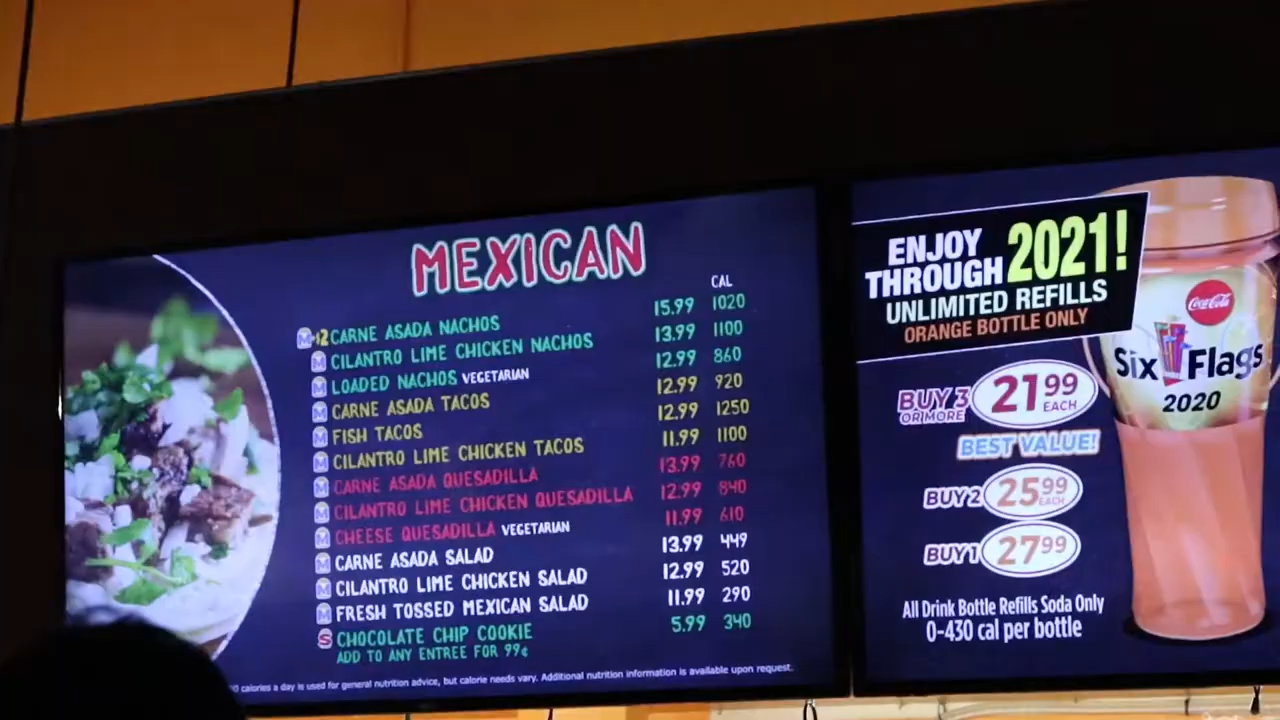 MEXICAN
CAL
M+$2 CARNE ASADA NACHOS 15.99 1020
M CILANTRO LIME CHICKEN NACHOS 13.99 1100
M LOADED NACHOS VEGETARIAN 12.99 860
M CARNE ASADA TACOS 12.99 920
M FISH TACOS 12.99 1250
M CILANTRO LIME CHICKEN TACOS 11.99 1100
M CARNE ASADA QUESADILLA 13.99 760
M CILANTRO LIME CHICKEN QUESADILLA 12.99 840
M CHEESE QUESADILLA VEGETARIAN 11.99 610
M CARNE ASADA SALAD 13.99 449
M CILANTRO LIME CHICKEN SALAD 12.99 520
M FRESH TOSSED MEXICAN SALAD 11.99 290
S CHOCOLATE CHIP COOKIE 5.99 340
ADD TO ANY ENTREE FOR 99¢
calories a day is used for general nutrition advice, but calorie needs vary. Additional nutrition information is available upon request.
ENJOY
THROUGH 2021!
UNLIMITED REFILLS
ORANGE BOTTLE ONLY
BUY 3 OR MORE 21.99 EACH
BEST VALUE!
BUY 2 25.99 EACH
BUY 1 27.99
All Drink Bottle Refills Soda Only
0-430 cal per bottle
Coca-Cola
Six Flags
2020